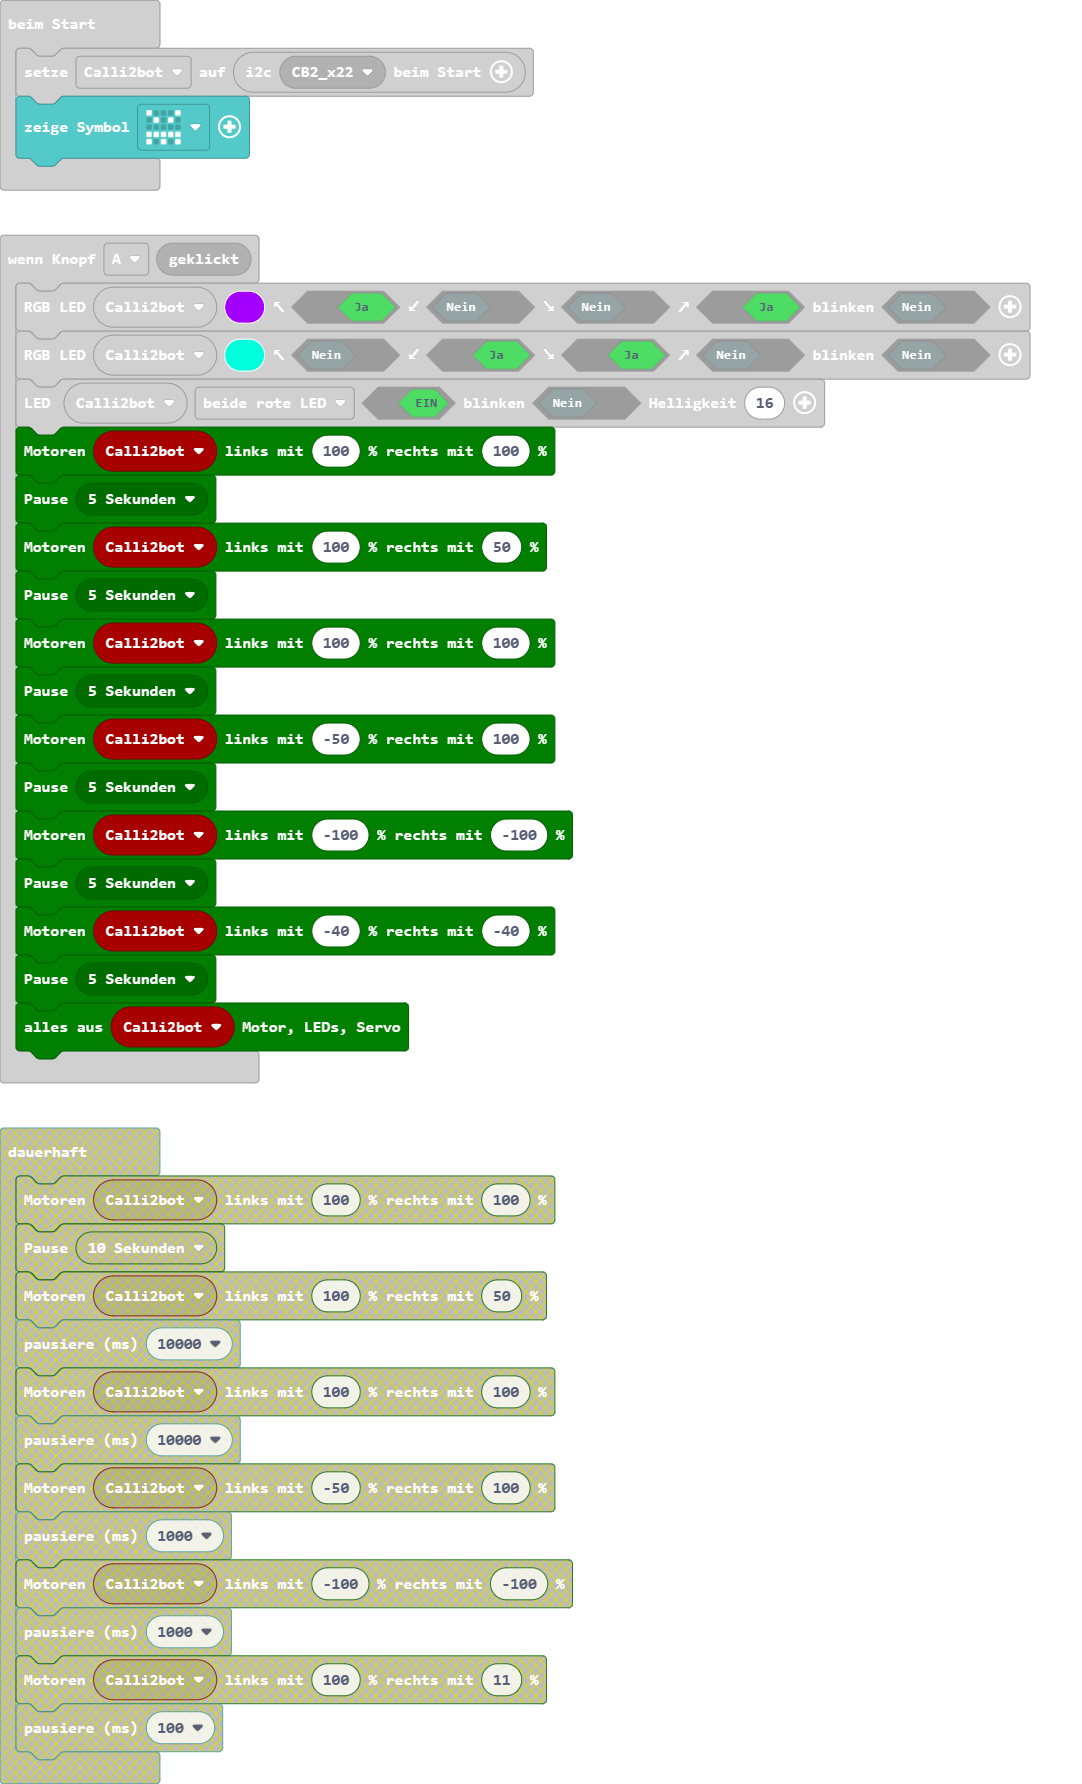 beim Start
setze Calli2bot auf i2c CB2_x22 beim Start
zeige Symbol
wenn Knopf A geklickt
RGB LED Calli2bot ↖ Ja ↙ Nein ↘ Nein ↗ Ja blinken Nein
RGB LED Calli2bot ↖ Nein ↙ Ja ↘ Ja ↗ Nein blinken Nein
LED Calli2bot beide rote LED EIN blinken Nein Helligkeit 16
Motoren Calli2bot links mit 100 % rechts mit 100 %
Pause 5 Sekunden
Motoren Calli2bot links mit 100 % rechts mit 50 %
Pause 5 Sekunden
Motoren Calli2bot links mit 100 % rechts mit 100 %
Pause 5 Sekunden
Motoren Calli2bot links mit -50 % rechts mit 100 %
Pause 5 Sekunden
Motoren Calli2bot links mit -100 % rechts mit -100 %
Pause 5 Sekunden
Motoren Calli2bot links mit -40 % rechts mit -40 %
Pause 5 Sekunden
alles aus Calli2bot Motor, LEDs, Servo
dauerhaft
Motoren Calli2bot links mit 100 % rechts mit 100 %
Pause 10 Sekunden
Motoren Calli2bot links mit 100 % rechts mit 50 %
pausiere (ms) 10000
Motoren Calli2bot links mit 100 % rechts mit 100 %
pausiere (ms) 10000
Motoren Calli2bot links mit -50 % rechts mit 100 %
pausiere (ms) 1000
Motoren Calli2bot links mit -100 % rechts mit -100 %
pausiere (ms) 1000
Motoren Calli2bot links mit 100 % rechts mit 11 %
pausiere (ms) 100